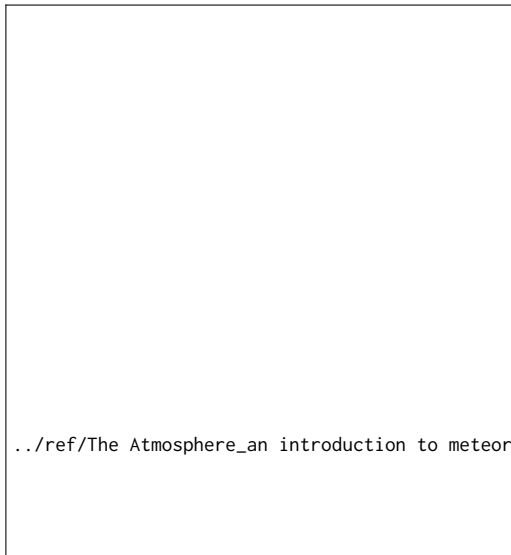 ../ref/The Atmosphere_an introduction to meteor